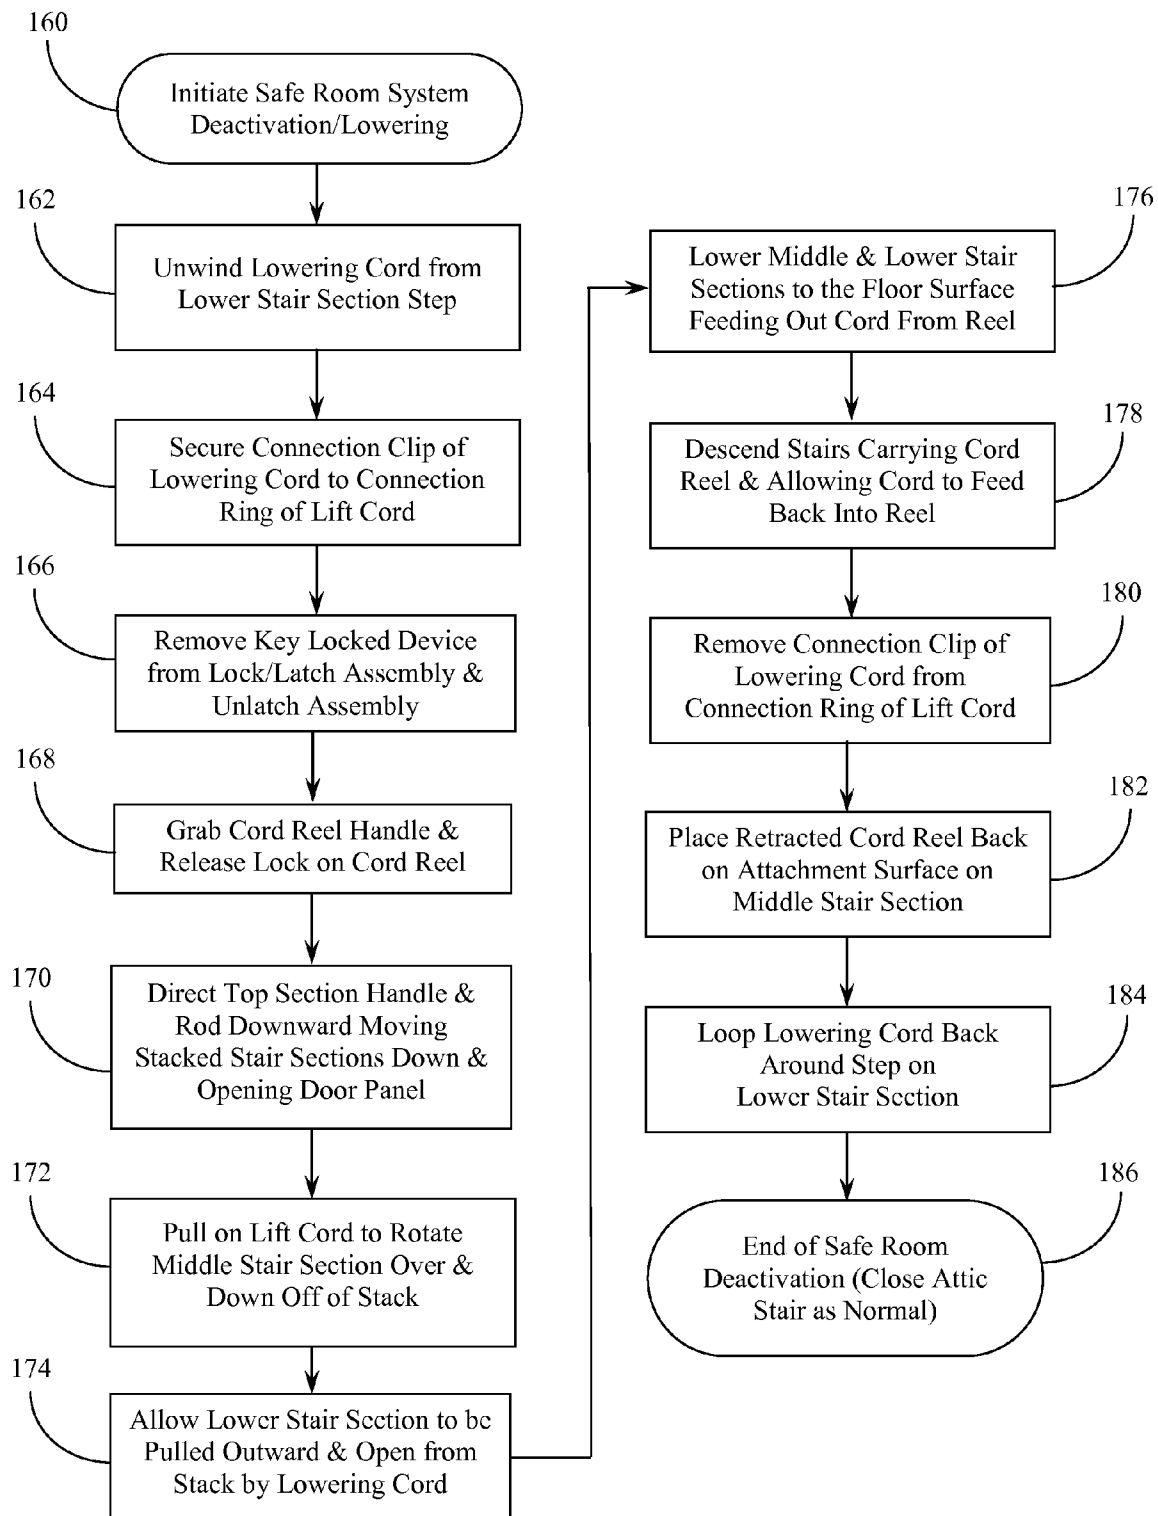 160
Initiate Safe Room System
Deactivation/Lowering
162
Unwind Lowering Cord from
Lower Stair Section Step
164
Secure Connection Clip of
Lowering Cord to Connection
Ring of Lift Cord
166
Remove Key Locked Device
from Lock/Latch Assembly &
Unlatch Assembly
168
Grab Cord Reel Handle &
Release Lock on Cord Reel
170
Direct Top Section Handle &
Rod Downward Moving
Stacked Stair Sections Down &
Opening Door Panel
172
Pull on Lift Cord to Rotate
Middle Stair Section Over &
Down Off of Stack
174
Allow Lower Stair Section to be
Pulled Outward & Open from
Stack by Lowering Cord
176
Lower Middle & Lower Stair
Sections to the Floor Surface
Feeding Out Cord From Reel
178
Descend Stairs Carrying Cord
Reel & Allowing Cord to Feed
Back Into Reel
180
Remove Connection Clip of
Lowering Cord from
Connection Ring of Lift Cord
182
Place Retracted Cord Reel Back
on Attachment Surface on
Middle Stair Section
184
Loop Lowering Cord Back
Around Step on
Lower Stair Section
186
End of Safe Room
Deactivation (Close Attic
Stair as Normal)